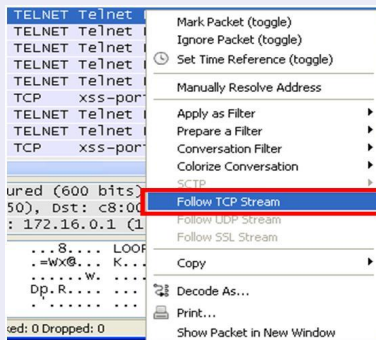 TELNET Telnet
TELNET Telnet
TELNET Telnet
TELNET Telnet
TELNET Telnet
TCP xss-por
TELNET Telnet
TELNET Telnet
TCP xss-por
ured (600 bits)
50), Dst: c8:00
: 172.16.0.1 (1
...8.... LOOP
.=wX@... K...
......w. ....
Dp.R.... ....
ked: 0 Dropped: 0
Mark Packet (toggle)
Ignore Packet (toggle)
Set Time Reference (toggle)
Manually Resolve Address
Apply as Filter
Prepare a Filter
Conversation Filter
Colorize Conversation
SCTP
Follow TCP Stream
Follow UDP Stream
Follow SSL Stream
Copy
Decode As...
Print...
Show Packet in New Window